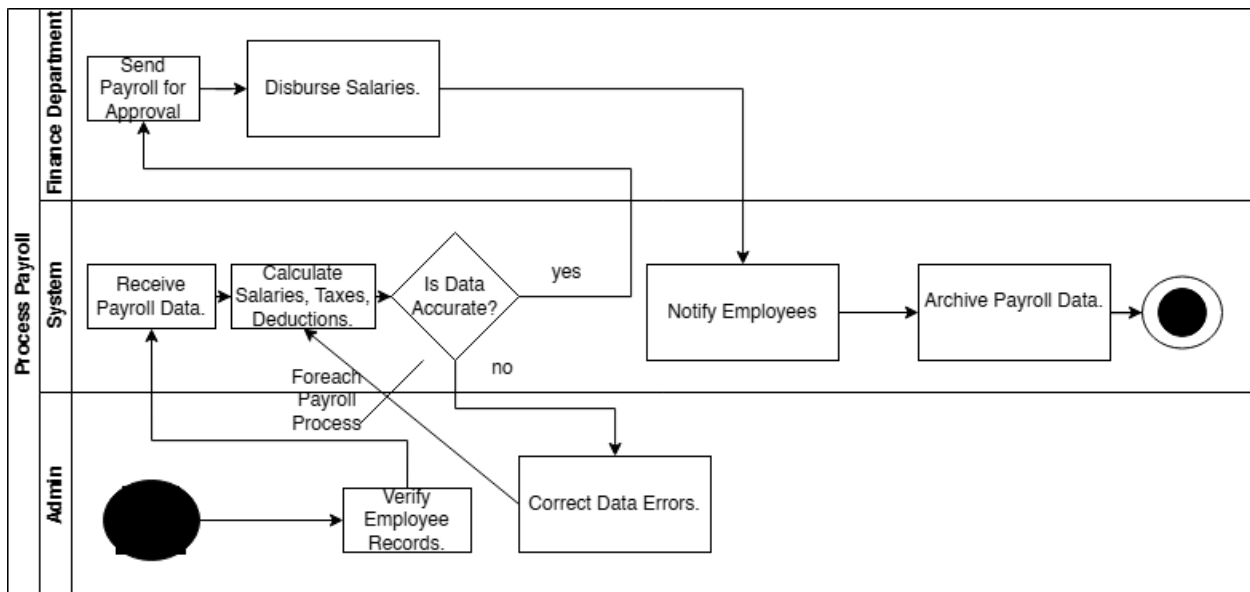 Process Payroll
Finance Department
Send
Payroll for
Approval
Disburse Salaries.
System
Receive
Payroll Data.
Calculate
Salaries, Taxes,
Deductions.
Is Data
Accurate?
yes
no
Notify Employees
Archive Payroll Data.
Foreach
Payroll
Process
Admin
Verify
Employee
Records.
Correct Data Errors.